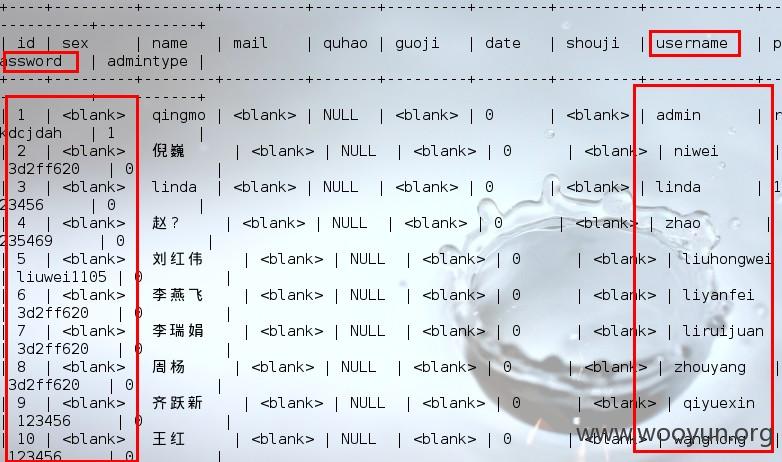 +----+---------+--------+---------+-------+---------+------+---------+------------+---
----------+-----------+
| id | sex | name | mail | quhao | guoji | date | shouji | username | p
assword | admintype |
+----+---------+--------+---------+-------+---------+------+---------+------------+---
----------+-----------+
| 1 | <blank> | qingmo | <blank> | NULL | <blank> | 0 | <blank> | admin | r
kdcjdah | 1 |
| 2 | <blank> | 倪巍 | <blank> | NULL | <blank> | 0 | <blank> | niwei |
3d2ff620 | 0 |
| 3 | <blank> | linda | <blank> | NULL | <blank> | 0 | <blank> | linda | 1
23456 | 0 |
| 4 | <blank> | 赵? | <blank> | NULL | <blank> | 0 | <blank> | zhao |
235469 | 0 |
| 5 | <blank> | 刘红伟 | <blank> | NULL | <blank> | 0 | <blank> | liuhongwei
| liuwei1105 | 0 |
| 6 | <blank> | 李燕飞 | <blank> | NULL | <blank> | 0 | <blank> | liyanfei
| 3d2ff620 | 0 |
| 7 | <blank> | 李瑞娟 | <blank> | NULL | <blank> | 0 | <blank> | liruijuan
| 3d2ff620 | 0 |
| 8 | <blank> | 周杨 | <blank> | NULL | <blank> | 0 | <blank> | zhouyang
| 3d2ff620 | 0 |
| 9 | <blank> | 齐跃新 | <blank> | NULL | <blank> | 0 | <blank> | qiyuexin
| 123456 | 0 |
| 10 | <blank> | 王红 | <blank> | NULL | <blank> | 0 | <blank> | wanghong
| 123456 | 0 |
www.wooyun.org